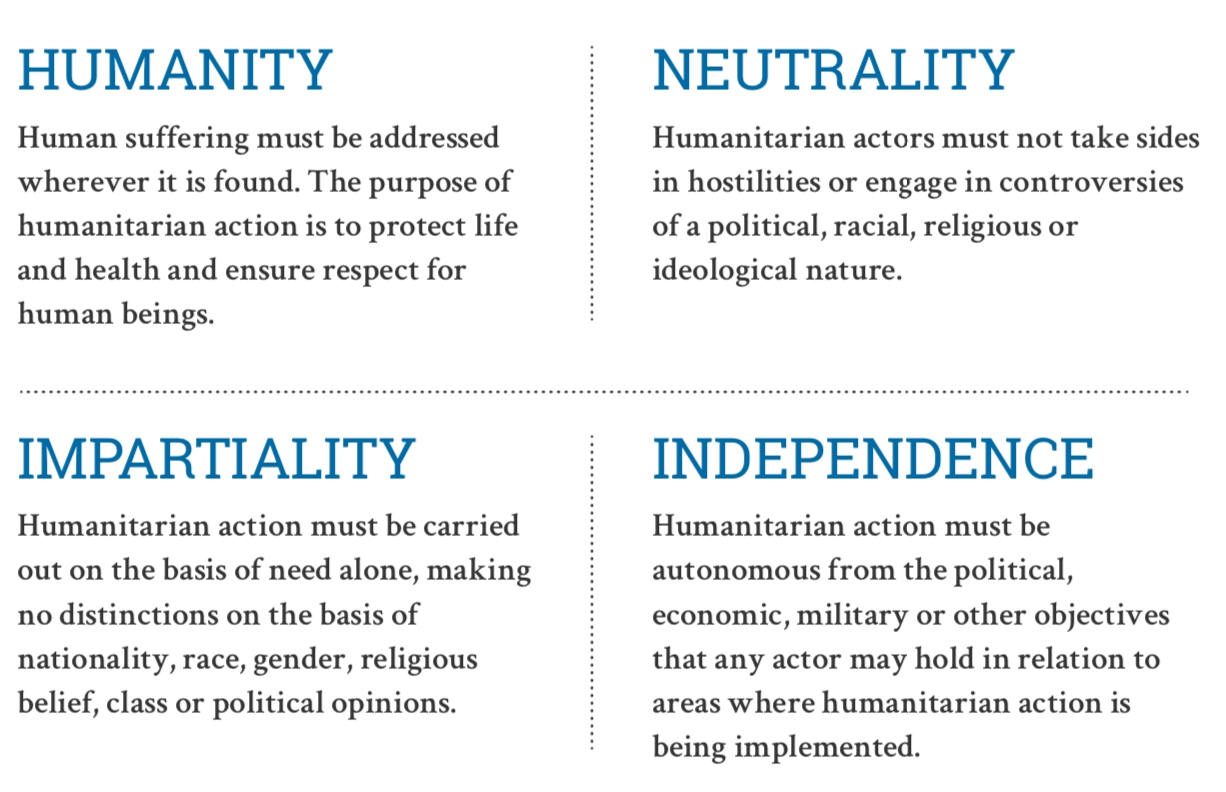 HUMANITY
Human suffering must be addressed
wherever it is found. The purpose of
humanitarian action is to protect life
and health and ensure respect for
human beings.
NEUTRALITY
Humanitarian actors must not take sides
in hostilities or engage in controversies
of a political, racial, religious or
ideological nature.
IMPARTIALITY
Humanitarian action must be carried
out on the basis of need alone, making
no distinctions on the basis of
nationality, race, gender, religious
belief, class or political opinions.
INDEPENDENCE
Humanitarian action must be
autonomous from the political,
economic, military or other objectives
that any actor may hold in relation to
areas where humanitarian action is
being implemented.